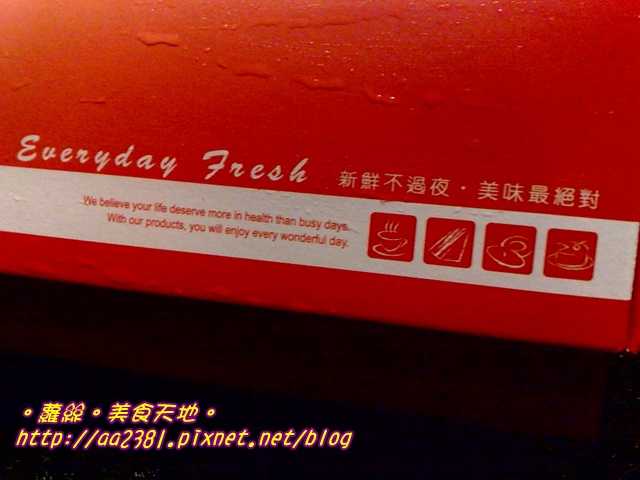 Everyday Fresh
新鮮不過夜・美味最絕對
We believe your life deserve more in health than busy days.
With our products, you will enjoy every wonderful day.
。蘿絲。美食天地。
http://aa2381.pixnet.net/blog